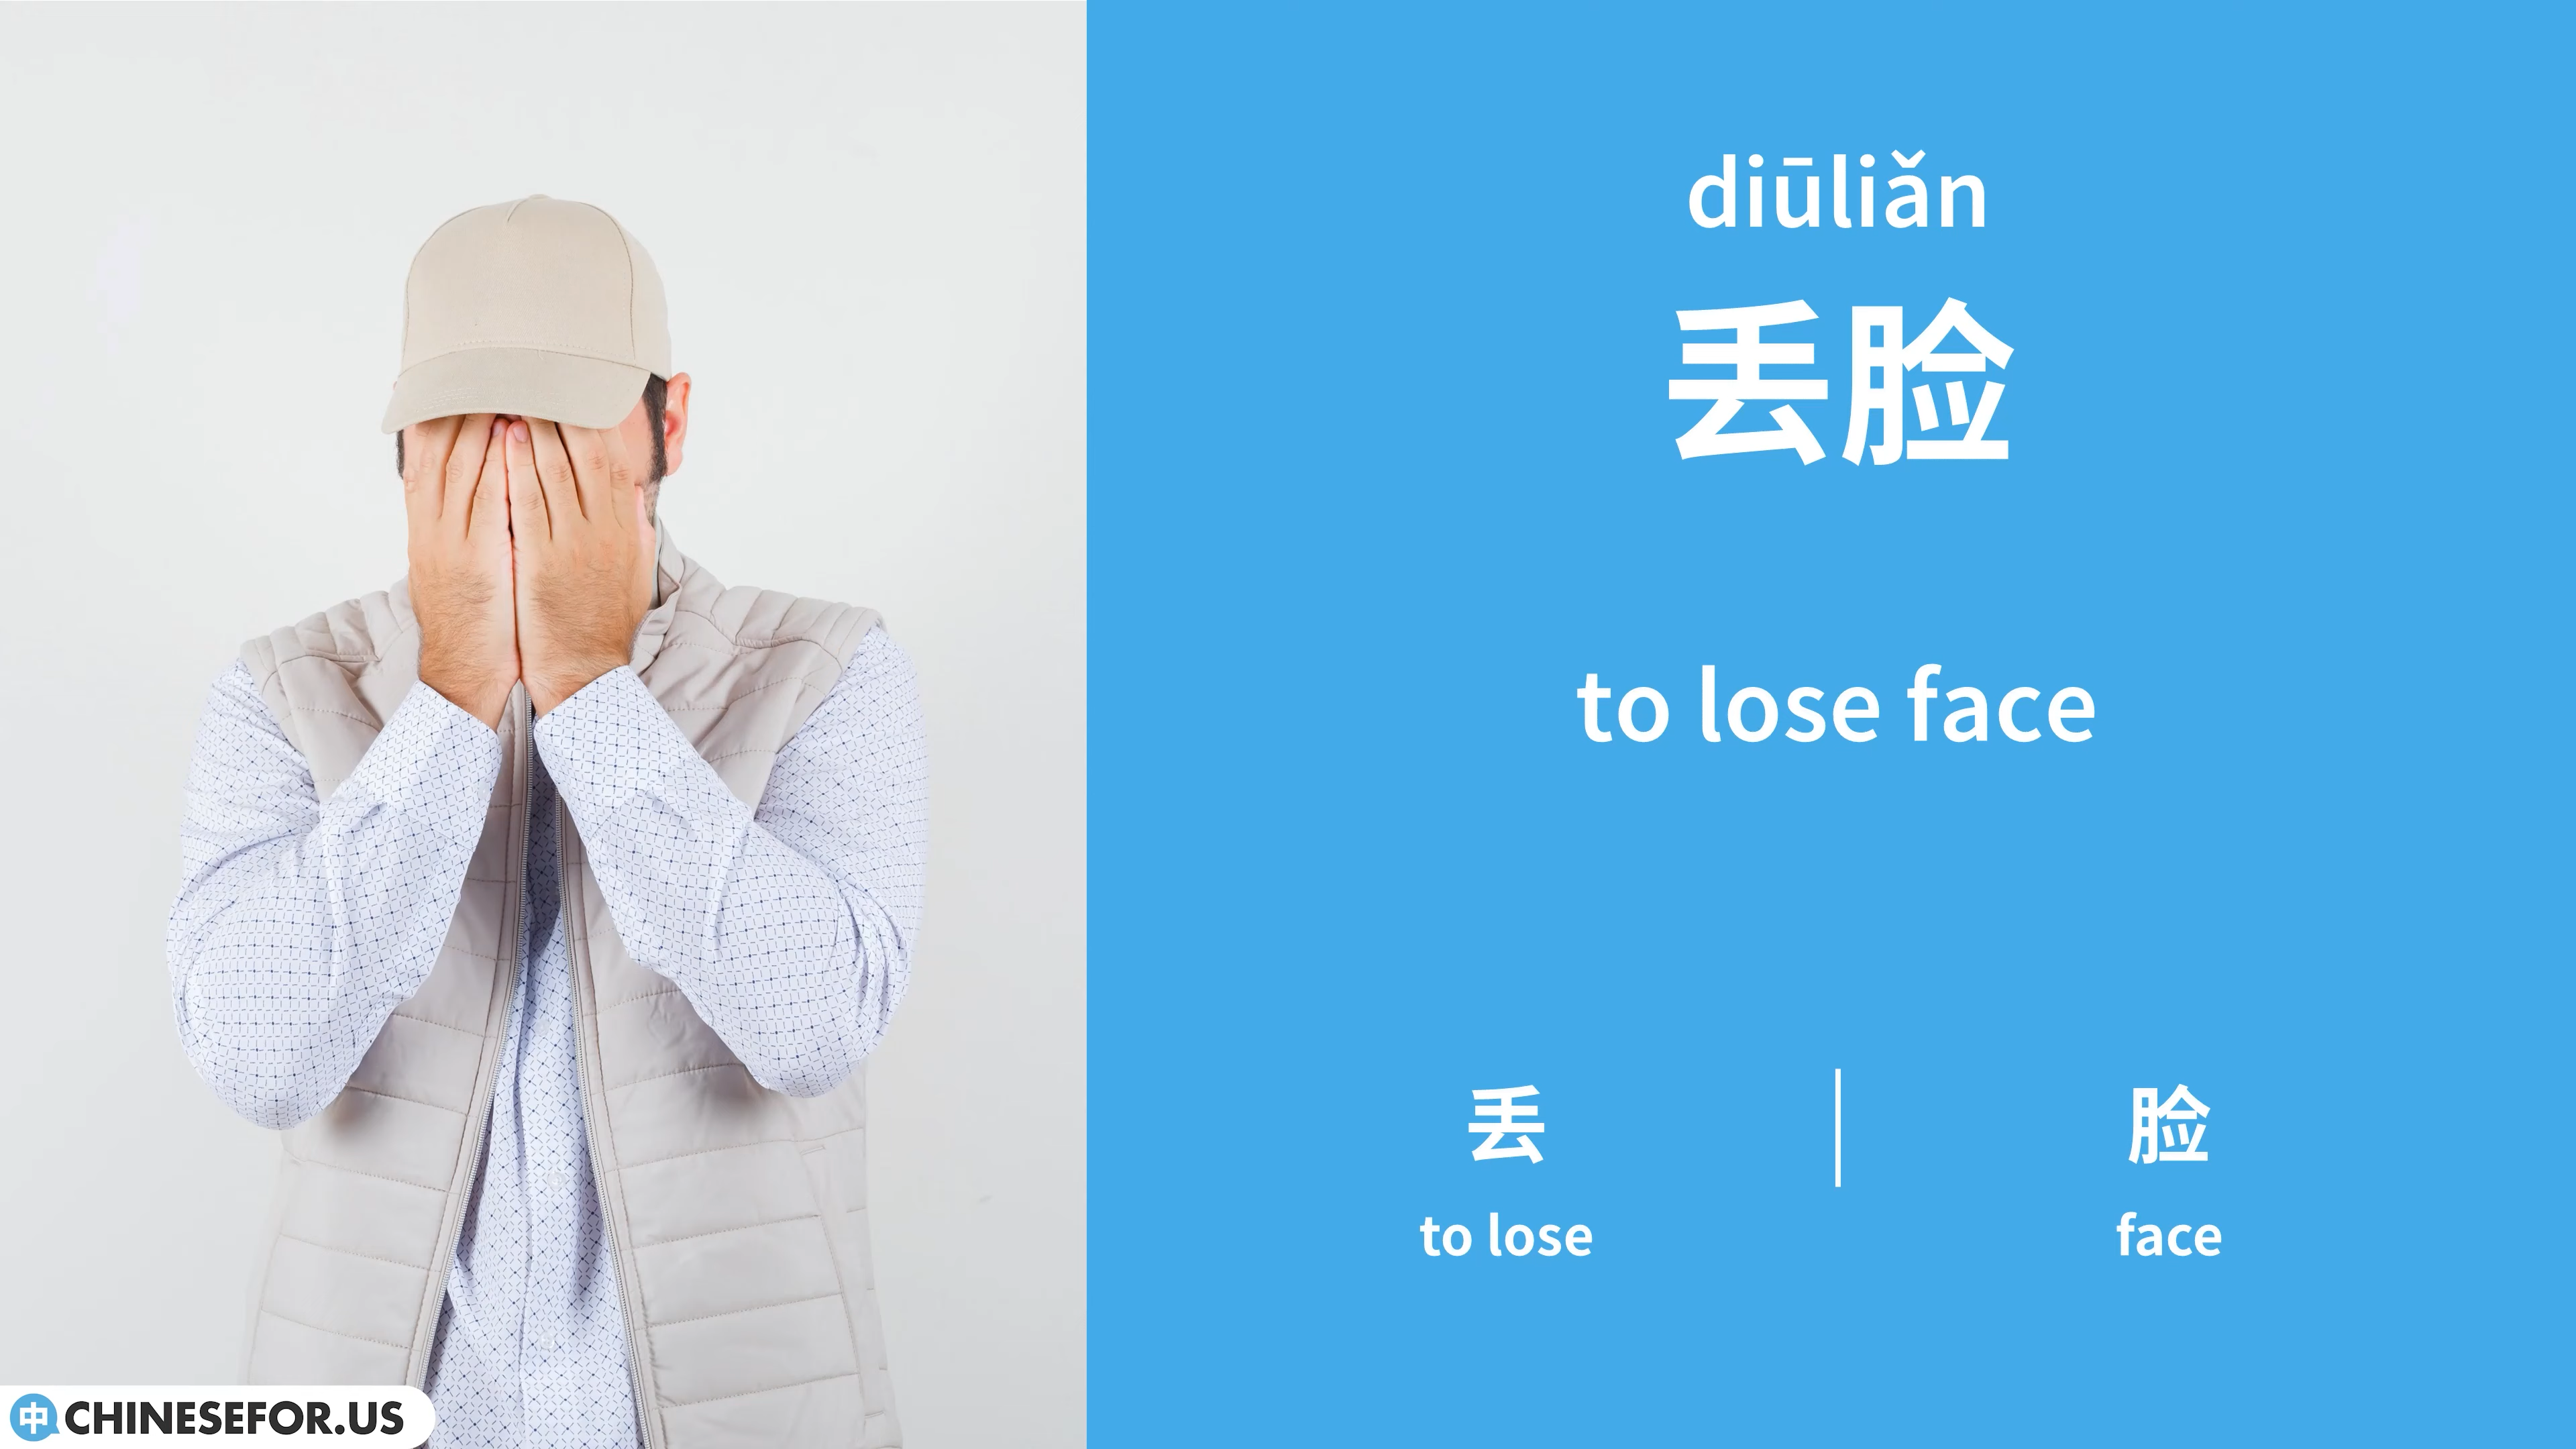 diūliǎn
丢脸
to lose face
丢
脸
to lose
face
中 CHINESEFOR.US